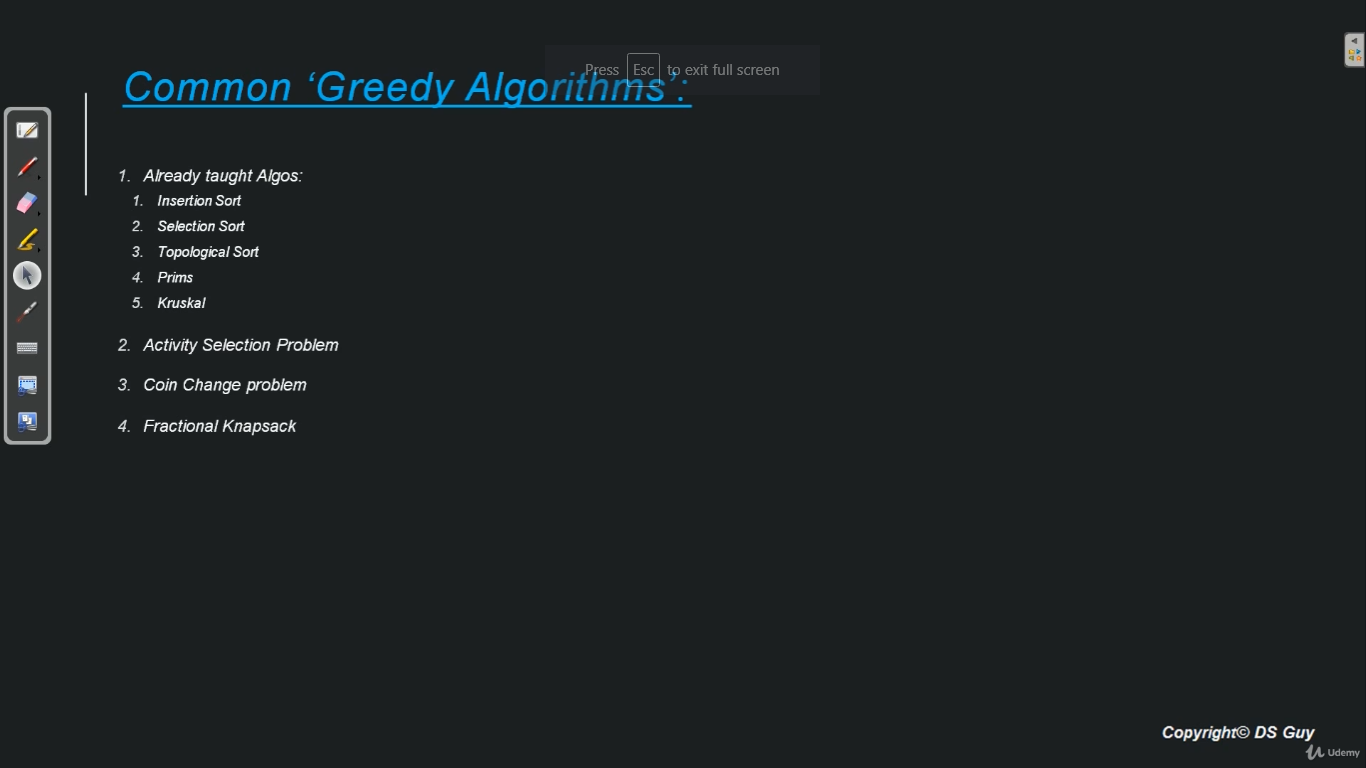 Press Esc to exit full screen
Common ‘Greedy Algorithms’:
1. Already taught Algos:
1. Insertion Sort
2. Selection Sort
3. Topological Sort
4. Prims
5. Kruskal
2. Activity Selection Problem
3. Coin Change problem
4. Fractional Knapsack
Copyright© DS Guy
Udemy